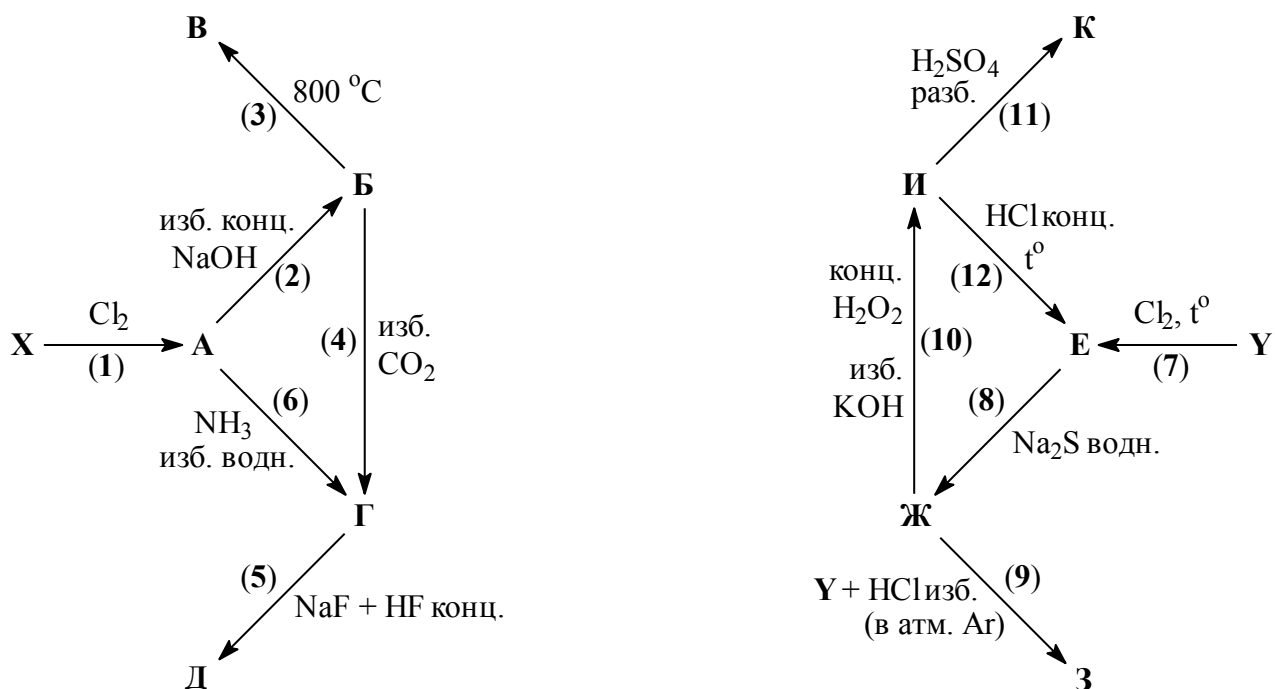 В
800 °C
(3)
Б
изб. конц.
NaOH
(2)
Cl₂
X
(1)
А
(4)
изб.
CO₂
(6)
NH₃
изб. водн.
Г
(5)
NaF + HF конц.
Д
К
H₂SO₄
разб.
(11)
И
HCl конц.
t°
(12)
конц.
H₂O₂
(10)
изб.
KOH
Е
Cl₂, t°
(7)
Y
(8)
Na₂S водн.
Ж
(9)
Y + HCl изб.
(в атм. Ar)
З